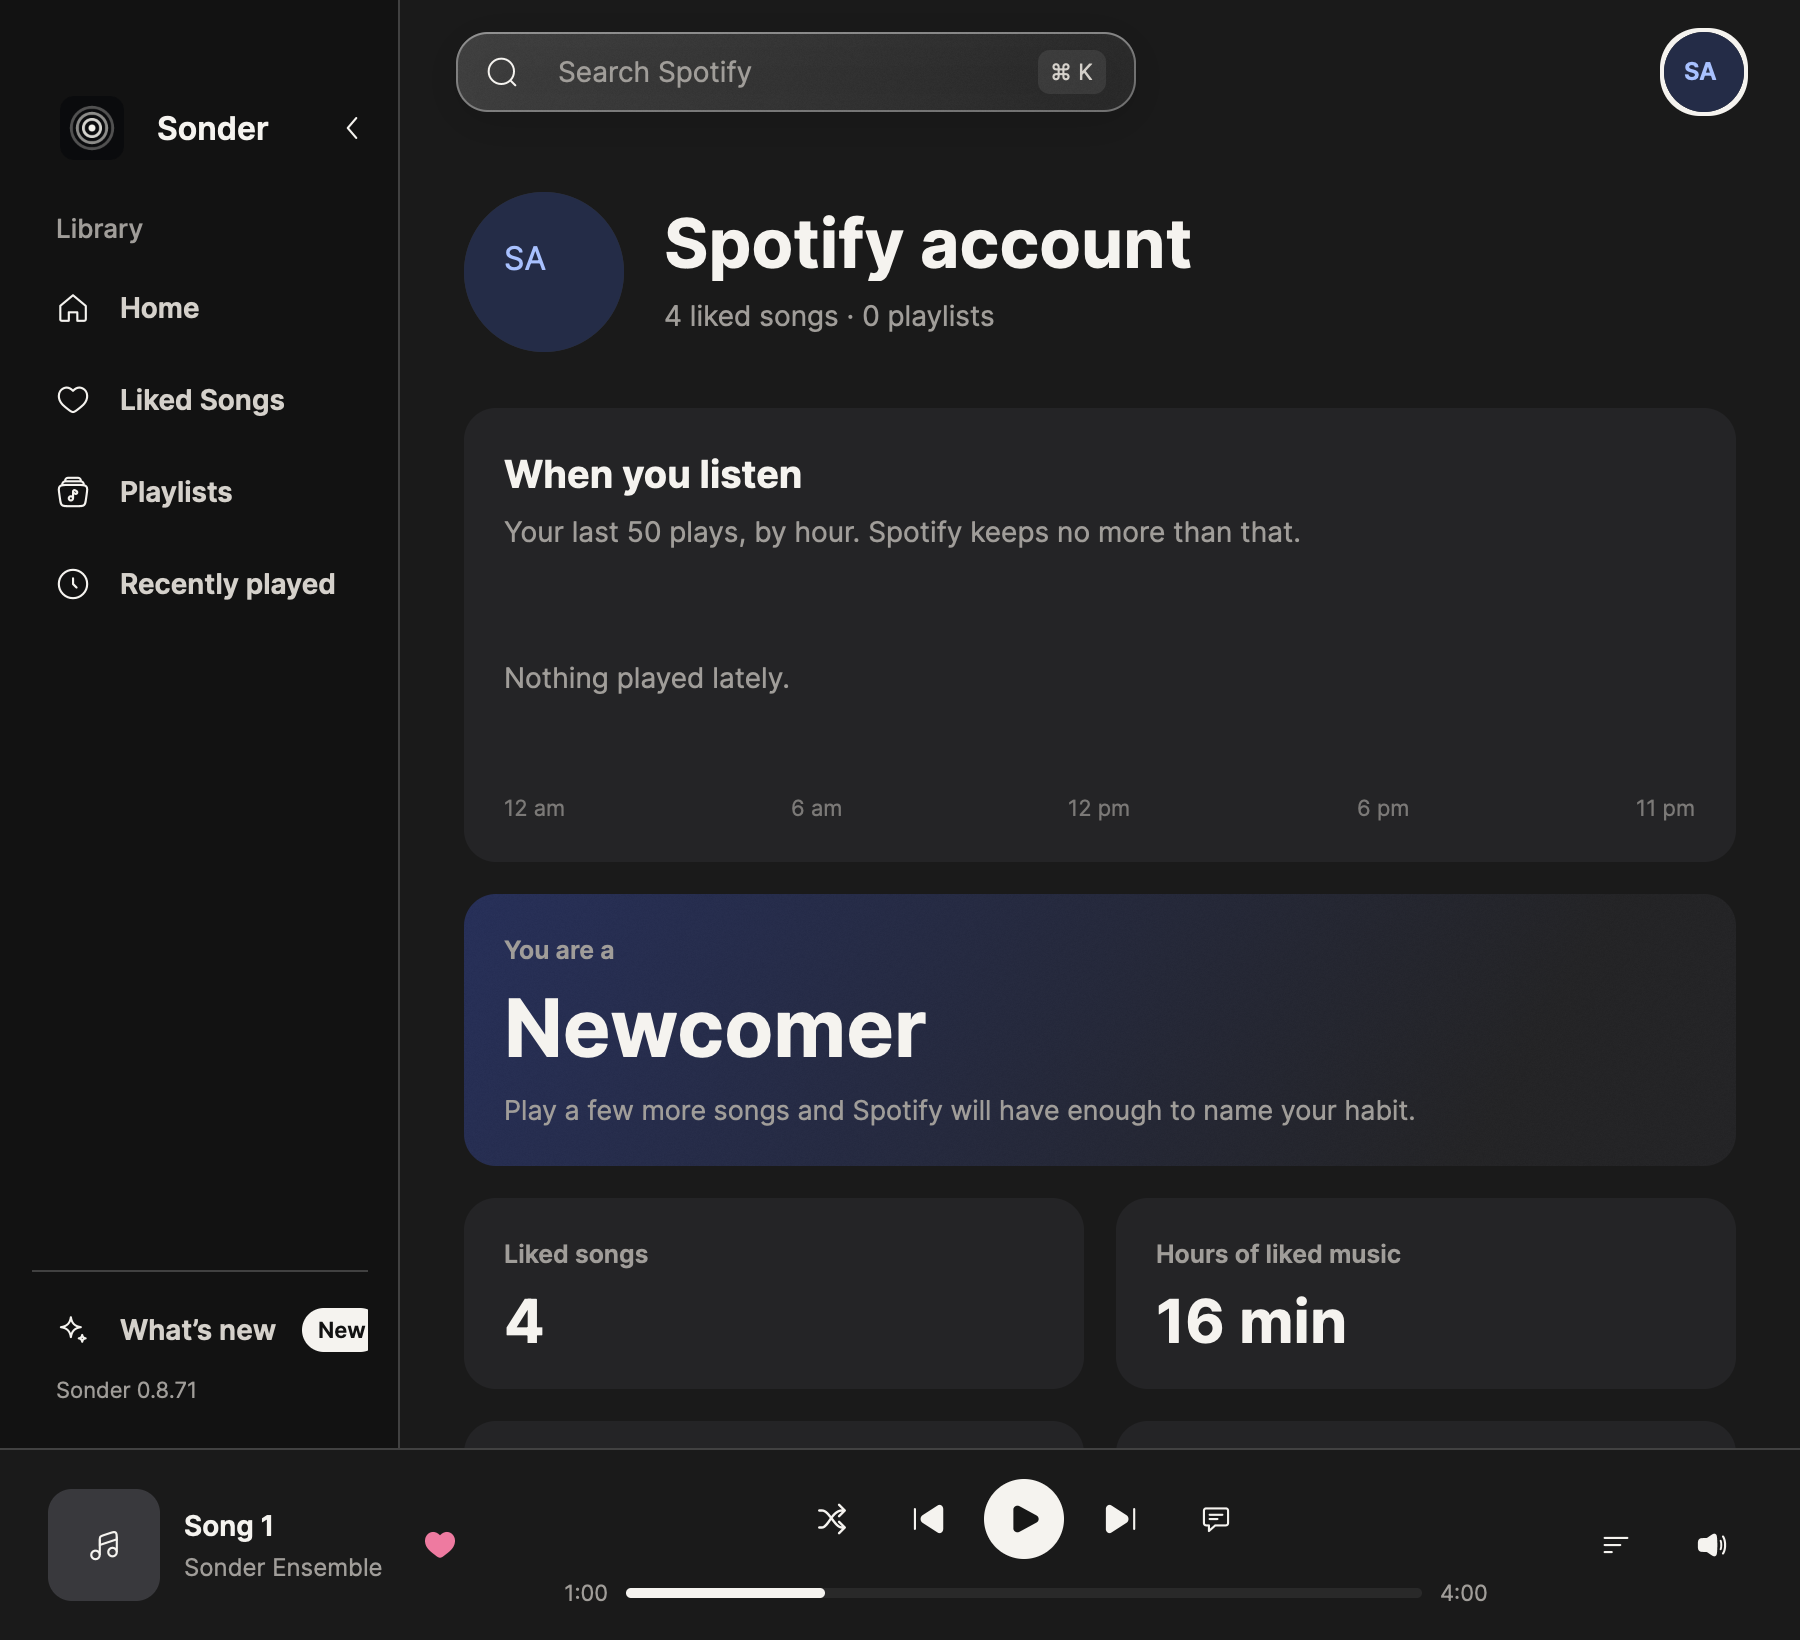 Search Spotify
⌘ K
SA
Sonder
Library
Home
Liked Songs
Playlists
Recently played
What's new
New
Sonder 0.8.71
SA
Spotify account
4 liked songs · 0 playlists
When you listen
Your last 50 plays, by hour. Spotify keeps no more than that.
Nothing played lately.
12 am 6 am 12 pm 6 pm 11 pm
You are a
Newcomer
Play a few more songs and Spotify will have enough to name your habit.
Liked songs
4
Hours of liked music
16 min
Song 1
Sonder Ensemble
1:00
4:00